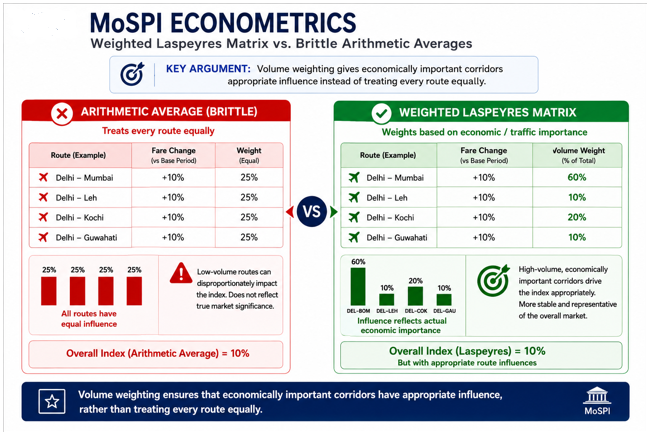 MoSPI ECONOMETRICS
Weighted Laspeyres Matrix vs. Brittle Arithmetic Averages
KEY ARGUMENT: Volume weighting gives economically important corridors
appropriate influence instead of treating every route equally.
ARITHMETIC AVERAGE (BRITTLE)
Treats every route equally
Route (Example) Fare Change (vs Base Period) Weight (Equal)
Delhi – Mumbai +10% 25%
Delhi – Leh +10% 25%
Delhi – Kochi +10% 25%
Delhi – Guwahati +10% 25%
25% 25% 25% 25%
All routes have
equal influence
Low-volume routes can
disproportionately impact
the index. Does not reflect
true market significance.
Overall Index (Arithmetic Average) = 10%
VS
WEIGHTED LASPEYRES MATRIX
Weights based on economic / traffic importance
Route (Example) Fare Change (vs Base Period) Volume Weight (% of Total)
Delhi – Mumbai +10% 60%
Delhi – Leh +10% 10%
Delhi – Kochi +10% 20%
Delhi – Guwahati +10% 10%
60% 10% 20% 10%
DEL–BOM DEL–LEH DEL–COK DEL–GAU
Influence reflects actual
economic importance
High-volume, economically
important corridors drive
the index appropriately.
More stable and representative
of the overall market.
Overall Index (Laspeyres) = 10%
But with appropriate route influences
Volume weighting ensures that economically important corridors have appropriate influence,
rather than treating every route equally.
MoSPI